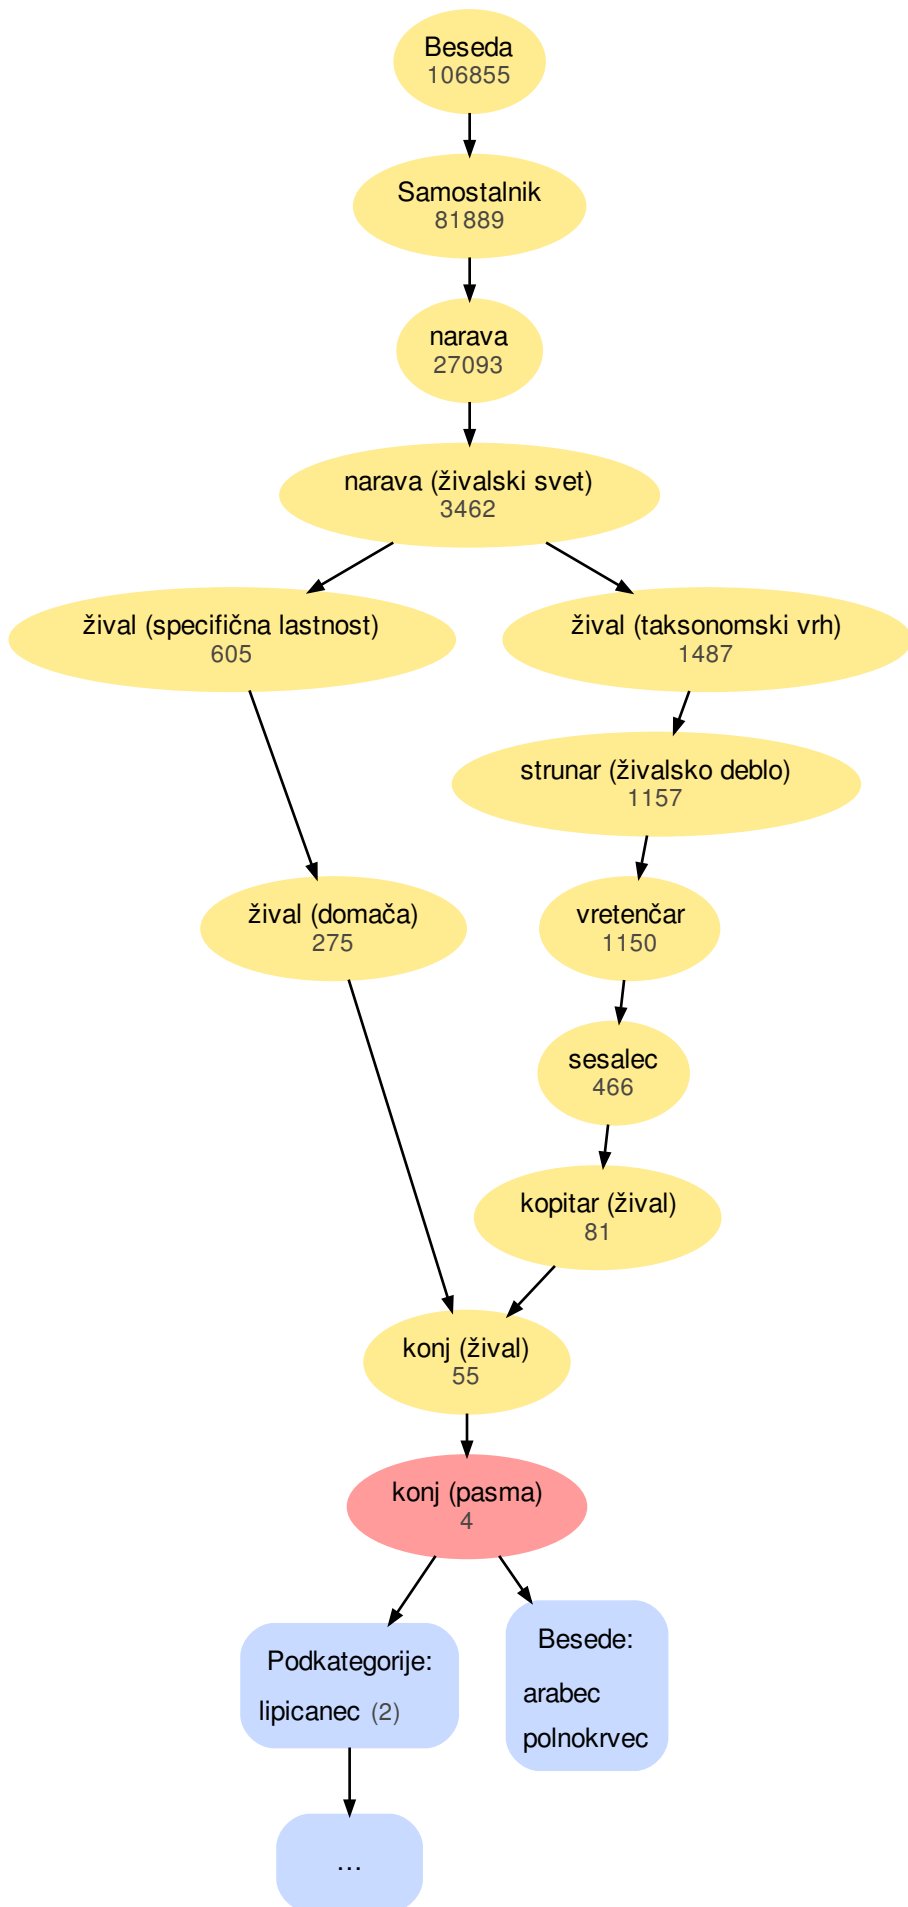 Beseda
106855
Samostalnik
81889
narava
27093
narava (živalski svet)
3462
žival (specifična lastnost)
605
žival (taksonomski vrh)
1487
strunar (živalsko deblo)
1157
žival (domača)
275
vretenčar
1150
sesalec
466
kopitar (žival)
81
konj (žival)
55
konj (pasma)
4
Podkategorije:
lipicanec (2)
Besede:
arabec
polnokrvec
...